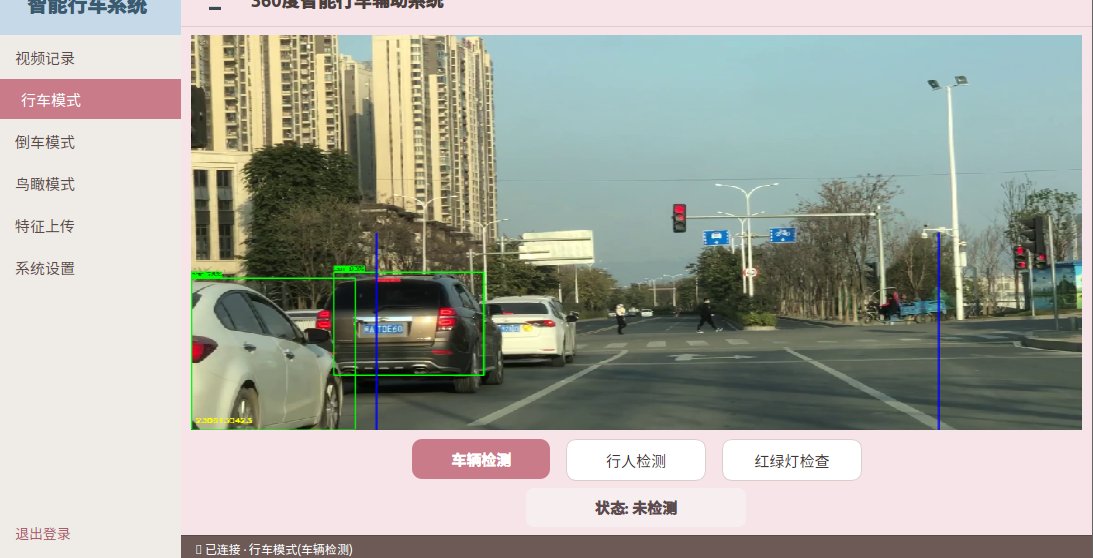 智能行车系统
360度智能行车辅助系统
视频记录
行车模式
倒车模式
鸟瞰模式
特征上传
系统设置
车辆检测
行人检测
红绿灯检查
状态: 未检测
退出登录
已连接 · 行车模式(车辆检测)